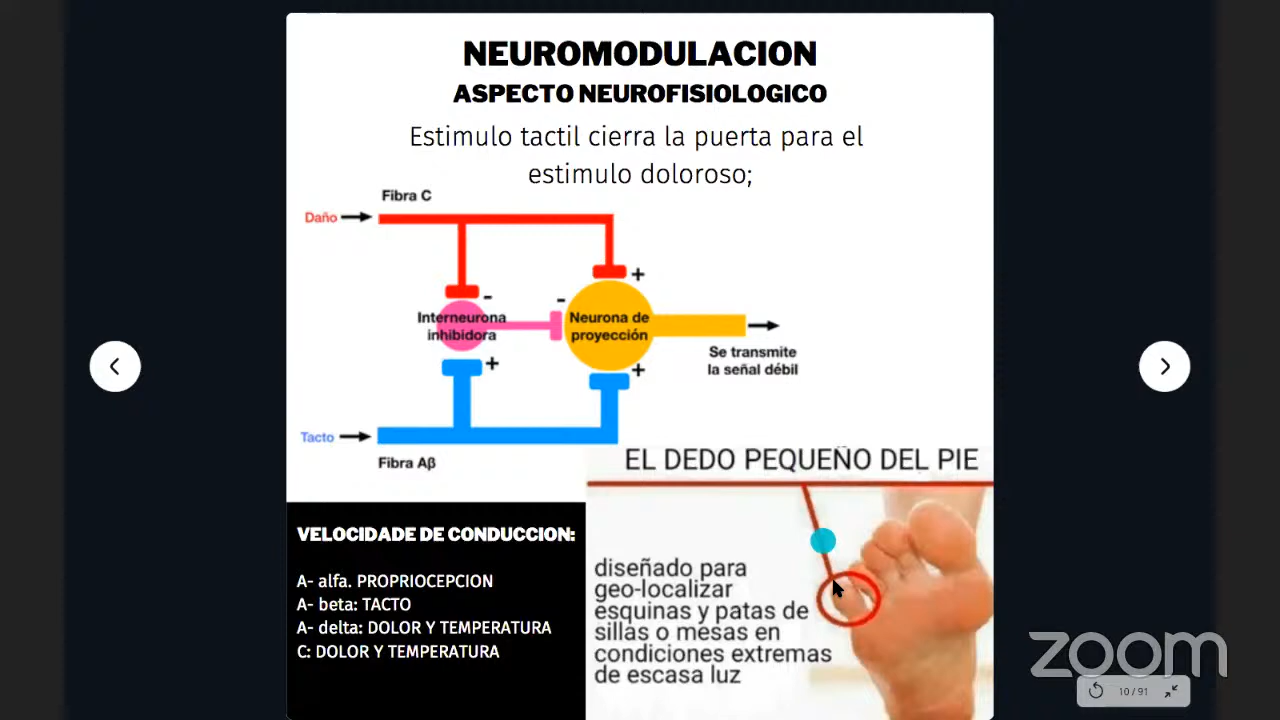 NEUROMODULACION
ASPECTO NEUROFISIOLOGICO
Estimulo tactil cierra la puerta para el
estimulo doloroso;
Fibra C
Daño
+
-
-
Interneurona
inhibidora
Neurona de
proyección
Se transmite
la señal débil
+
+
Tacto
Fibra Aβ
EL DEDO PEQUEÑO DEL PIE
VELOCIDADE DE CONDUCCION:
A- alfa. PROPRIOCEPCION
A- beta: TACTO
A- delta: DOLOR Y TEMPERATURA
C: DOLOR Y TEMPERATURA
diseñado para
geo-localizar
esquinas y patas de
sillas o mesas en
condiciones extremas
de escasa luz
zoom
10/91